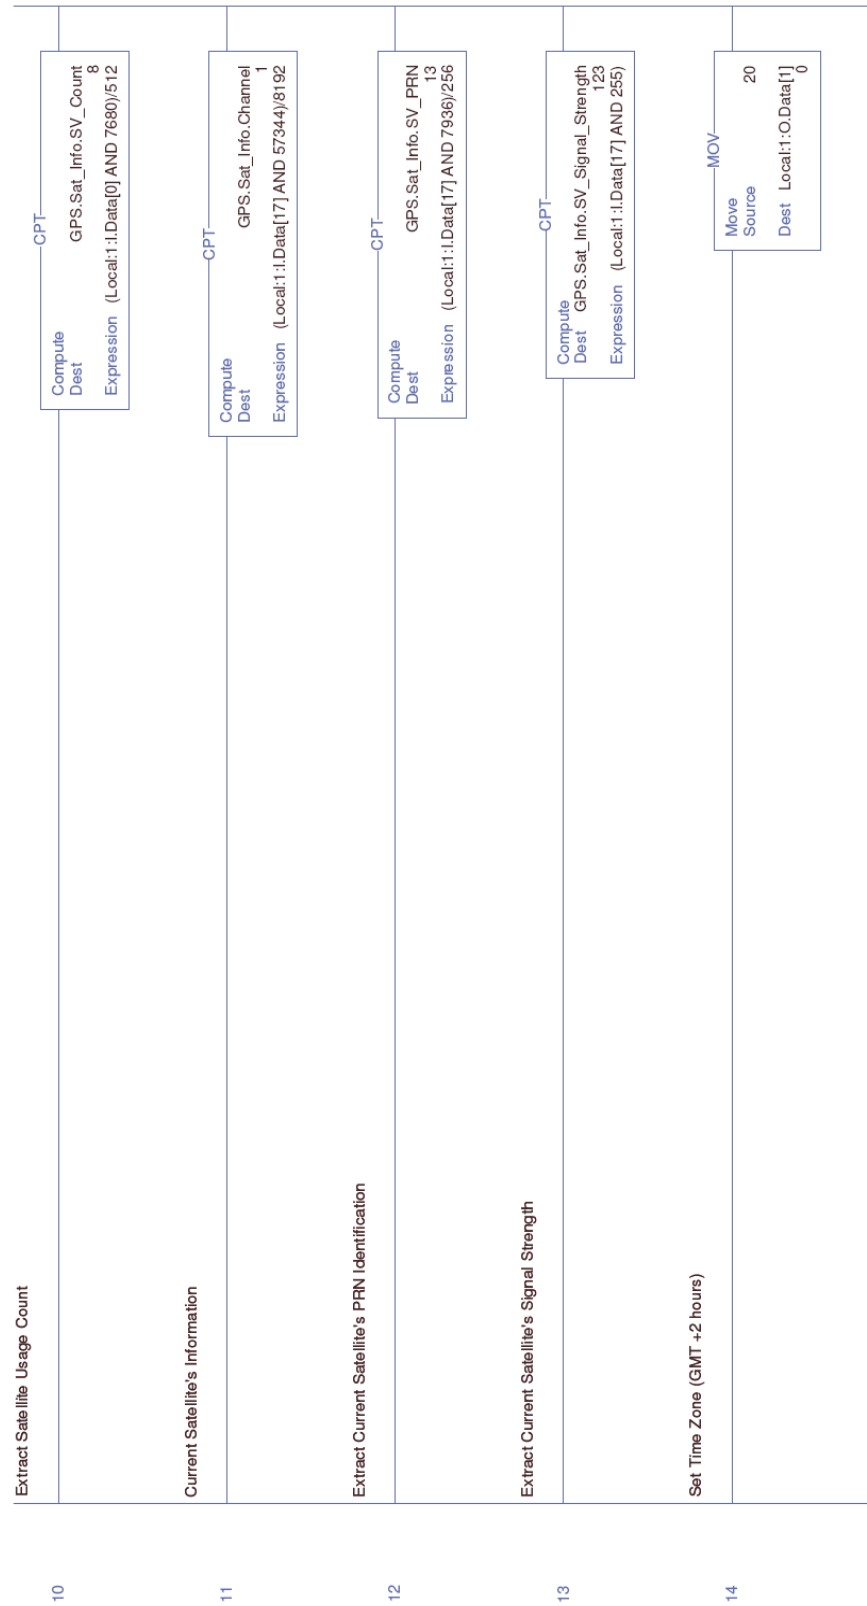 Extract Satellite Usage Count
10
CPT
Compute
Dest GPS.Sat_Info.SV_Count
8
Expression (Local:1:I.Data[0] AND 7680)/512
Current Satellite's Information
11
CPT
Compute
Dest GPS.Sat_Info.Channel
1
Expression (Local:1:I.Data[17] AND 57344)/8192
Extract Current Satellite's PRN Identification
12
CPT
Compute
Dest GPS.Sat_Info.SV_PRN
13
Expression (Local:1:I.Data[17] AND 7936)/256
Extract Current Satellite's Signal Strength
13
CPT
Compute
Dest GPS.Sat_Info.SV_Signal_Strength
123
Expression (Local:1:I.Data[17] AND 255)
Set Time Zone (GMT +2 hours)
14
MOV
Move
Source 20
Dest Local:1:O.Data[1]
0